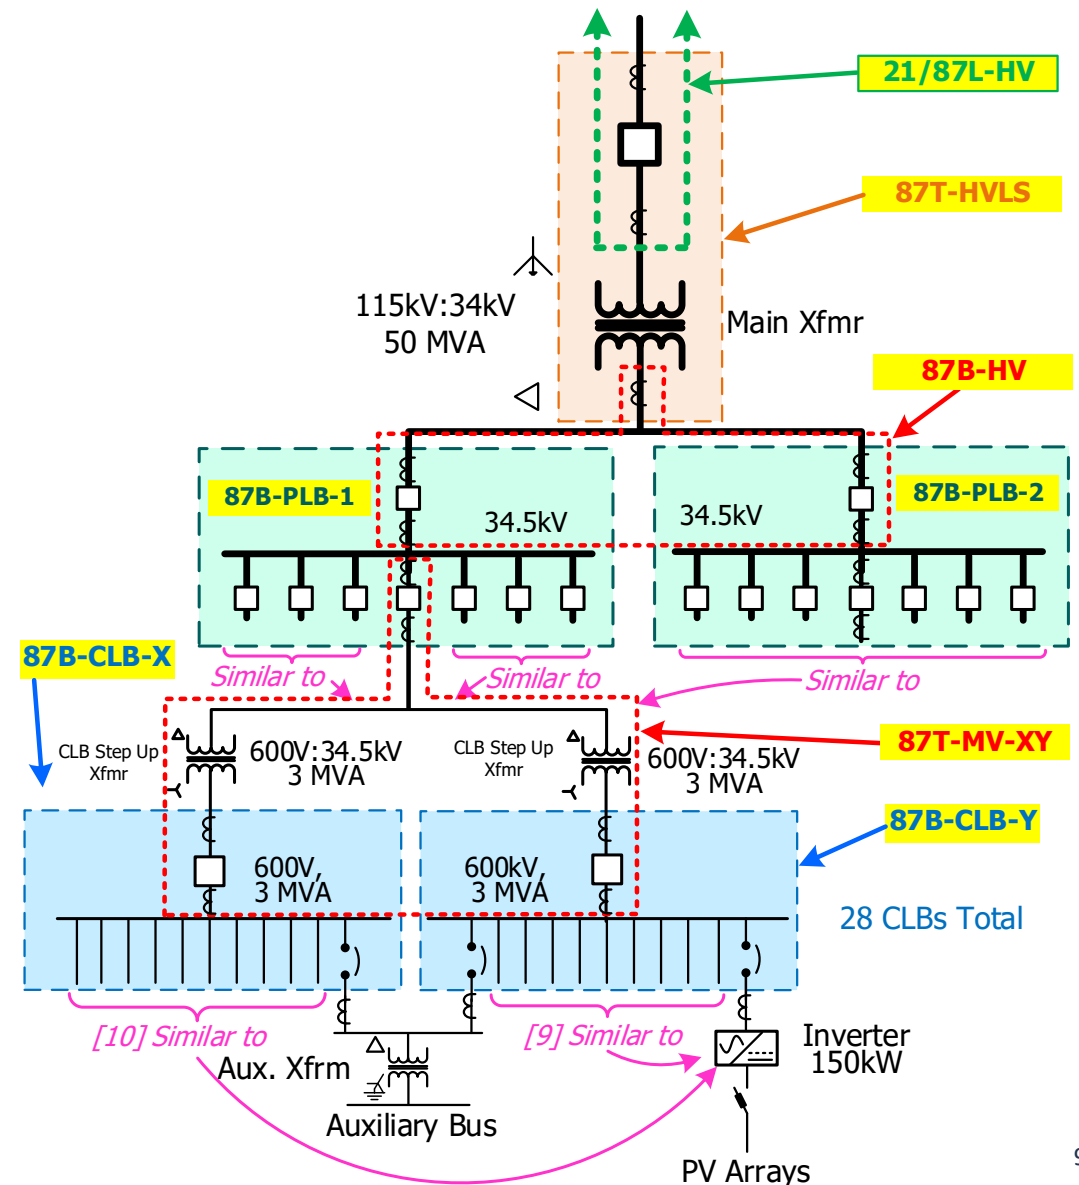 21/87L-HV
87T-HVLS
115kV:34kV
50 MVA
Main Xfmr
87B-HV
87B-PLB-1
34.5kV
34.5kV
87B-PLB-2
87B-CLB-X
Similar to
Similar to
Similar to
CLB Step Up
Xfmr
600V:34.5kV
3 MVA
CLB Step Up
Xfmr
600V:34.5kV
3 MVA
87T-MV-XY
87B-CLB-Y
600V,
3 MVA
600kV,
3 MVA
28 CLBs Total
[10] Similar to
[9] Similar to
Inverter
150kW
Aux. Xfrm
Auxiliary Bus
PV Arrays